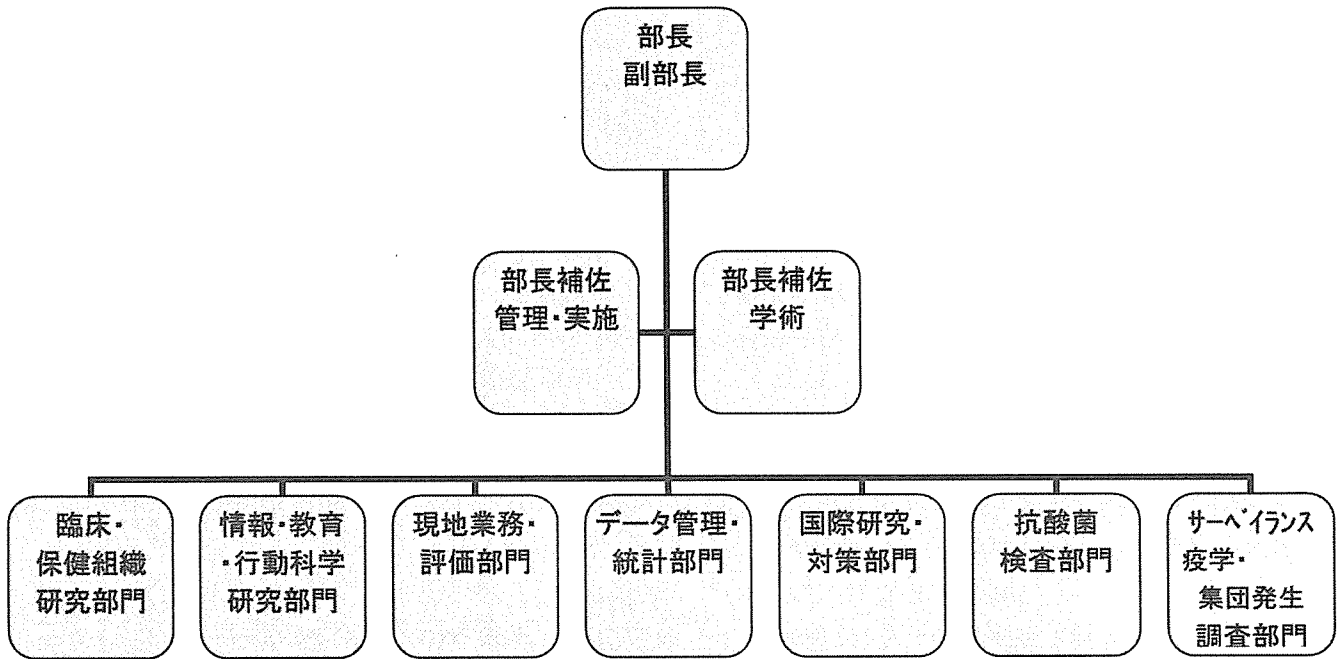 部長
副部長
部長補佐
管理・実施
部長補佐
学術
臨床・
保健組織
研究部門
情報・教育
・行動科学
研究部門
現地業務・
評価部門
データ管理・
統計部門
国際研究・
対策部門
抗酸菌
検査部門
サーベイランス
疫学・
集団発生
調査部門